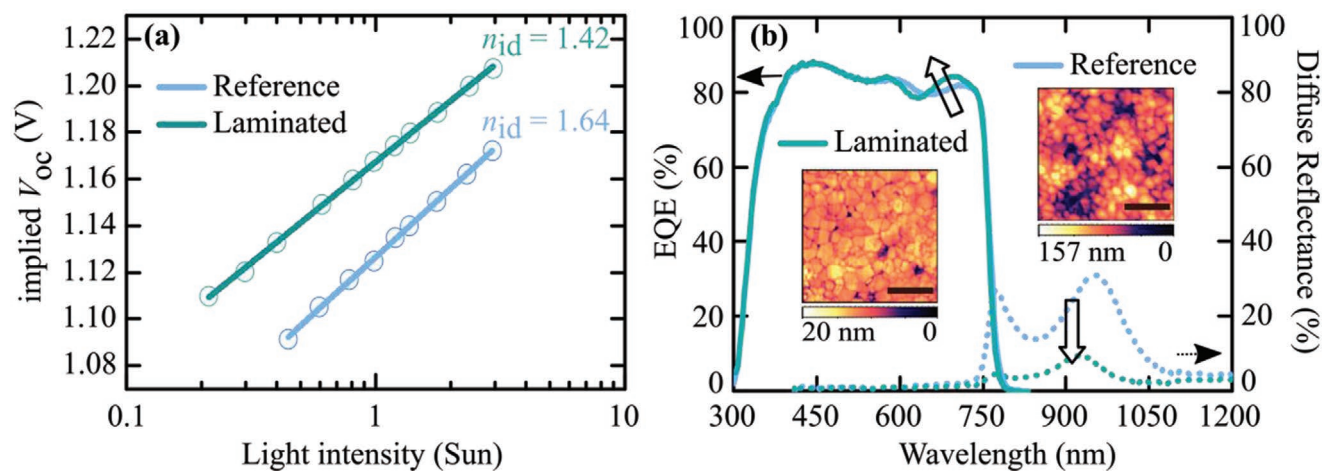 (a)
1.22
1.20
1.18
1.16
1.14
1.12
1.10
1.08
implied Voc (V)
nid = 1.42
Reference
Laminated
nid = 1.64
0.1
1
10
Light intensity (Sun)
(b)
100
80
60
40
20
0
EQE (%)
Reference
Laminated
20 nm
0
157 nm
0
100
80
60
40
20
0
Diffuse Reflectance (%)
300
450
600
750
900
1050
1200
Wavelength (nm)